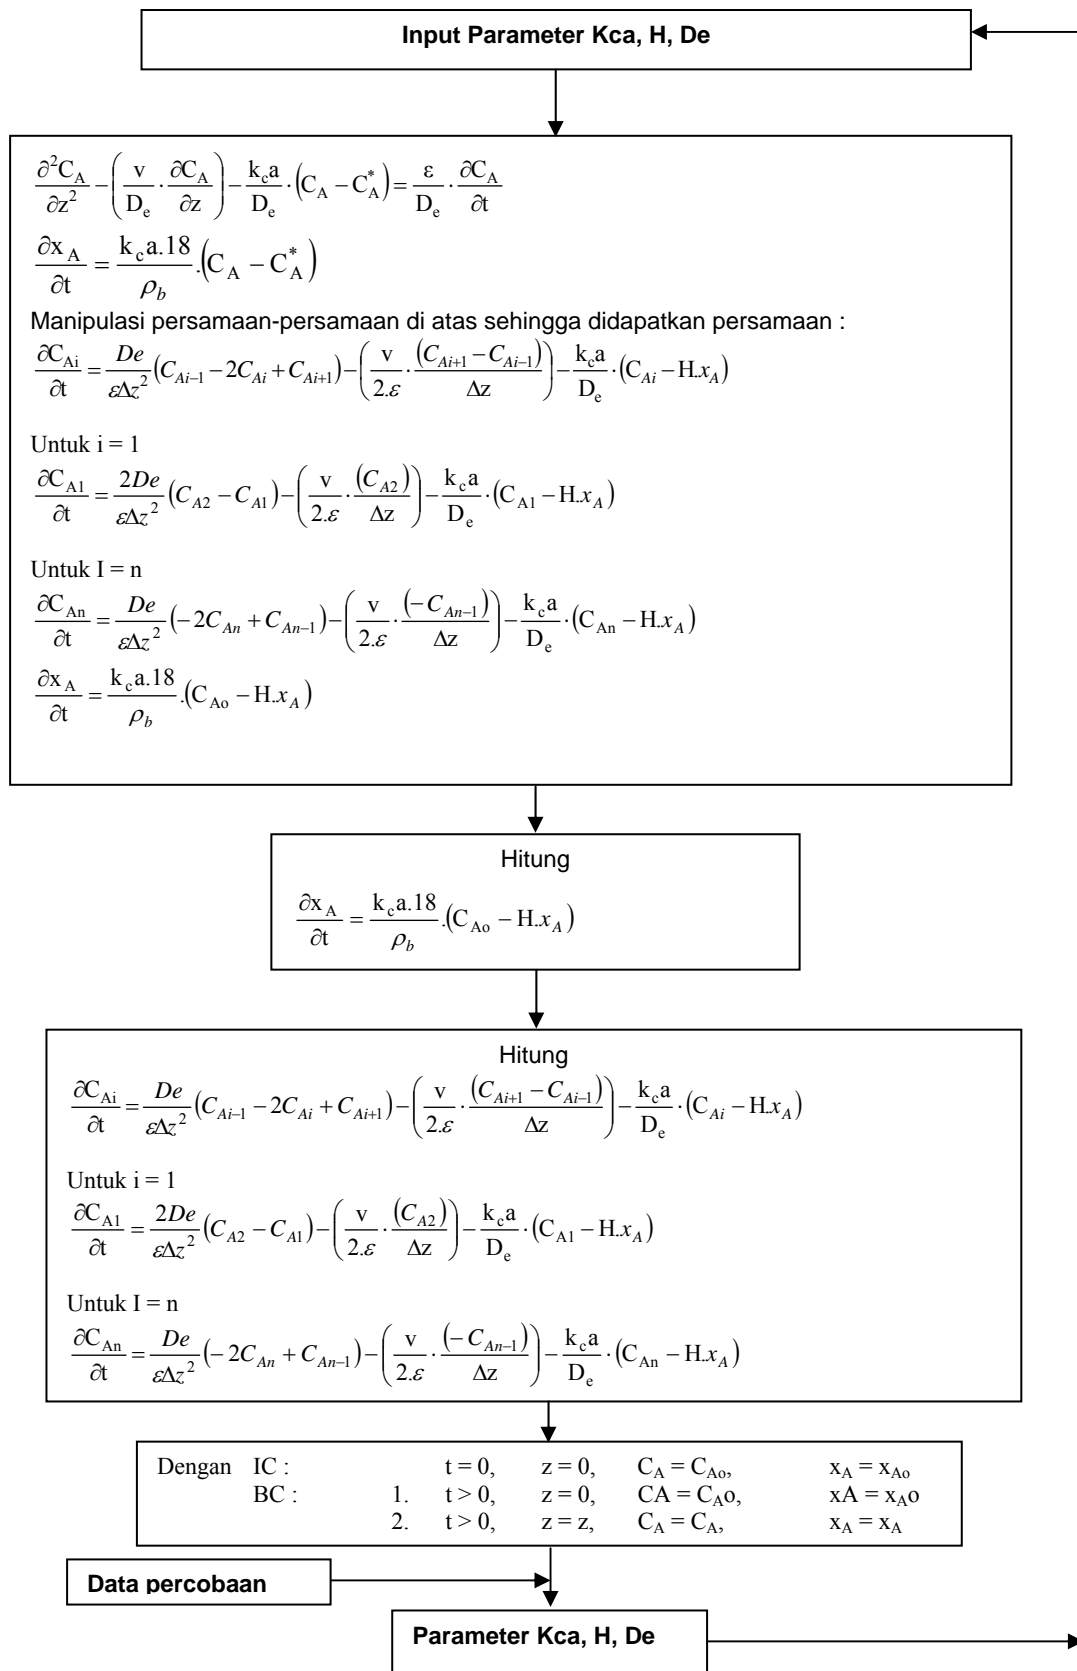 Input Parameter Kca, H, De
∂²C_A/∂z² − (v/D_e · ∂C_A/∂z) − k_c a/D_e · (C_A − C_A^*) = ε/D_e · ∂C_A/∂t
∂x_A/∂t = k_c a.18/ρ_b .(C_A − C_A^*)
Manipulasi persamaan-persamaan di atas sehingga didapatkan persamaan :
∂C_Ai/∂t = De/εΔz² (C_Ai−1 − 2C_Ai + C_Ai+1) − (v/2.ε · (C_Ai+1 − C_Ai−1)/Δz) − k_c a/D_e · (C_Ai − H.x_A)
Untuk i = 1
∂C_A1/∂t = 2De/εΔz² (C_A2 − C_A1) − (v/2.ε · (C_A2)/Δz) − k_c a/D_e · (C_A1 − H.x_A)
Untuk I = n
∂C_An/∂t = De/εΔz² (− 2C_An + C_An−1) − (v/2.ε · (− C_An−1)/Δz) − k_c a/D_e · (C_An − H.x_A)
∂x_A/∂t = k_c a.18/ρ_b .(C_Ao − H.x_A)
Hitung
∂x_A/∂t = k_c a.18/ρ_b .(C_Ao − H.x_A)
Hitung
∂C_Ai/∂t = De/εΔz² (C_Ai−1 − 2C_Ai + C_Ai+1) − (v/2.ε · (C_Ai+1 − C_Ai−1)/Δz) − k_c a/D_e · (C_Ai − H.x_A)
Untuk i = 1
∂C_A1/∂t = 2De/εΔz² (C_A2 − C_A1) − (v/2.ε · (C_A2)/Δz) − k_c a/D_e · (C_A1 − H.x_A)
Untuk I = n
∂C_An/∂t = De/εΔz² (− 2C_An + C_An−1) − (v/2.ε · (− C_An−1)/Δz) − k_c a/D_e · (C_An − H.x_A)
Dengan IC : t = 0, z = 0, C_A = C_Ao, x_A = x_Ao
BC : 1. t > 0, z = 0, CA = C_Ao, xA = x_Ao
2. t > 0, z = z, C_A = C_A, x_A = x_A
Data percobaan
Parameter Kca, H, De